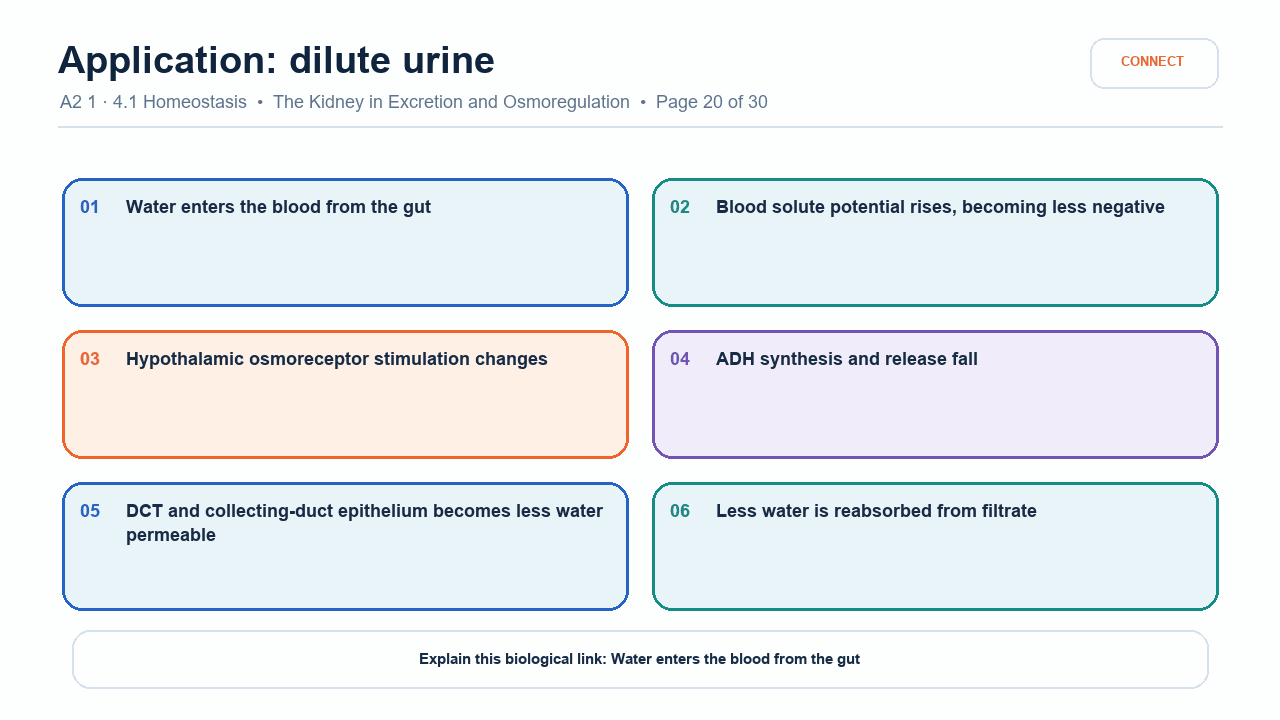 Application: dilute urine
CONNECT
A2 1 · 4.1 Homeostasis • The Kidney in Excretion and Osmoregulation • Page 20 of 30
01 Water enters the blood from the gut
02 Blood solute potential rises, becoming less negative
03 Hypothalamic osmoreceptor stimulation changes
04 ADH synthesis and release fall
05 DCT and collecting-duct epithelium becomes less water
permeable
06 Less water is reabsorbed from filtrate
Explain this biological link: Water enters the blood from the gut